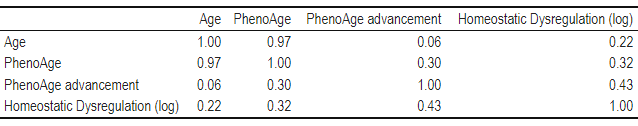 Age PhenoAge PhenoAge advancement Homeostatic Dysregulation (log)
Age 1.00 0.97 0.06 0.22
PhenoAge 0.97 1.00 0.30 0.32
PhenoAge advancement 0.06 0.30 1.00 0.43
Homeostatic Dysregulation (log) 0.22 0.32 0.43 1.00